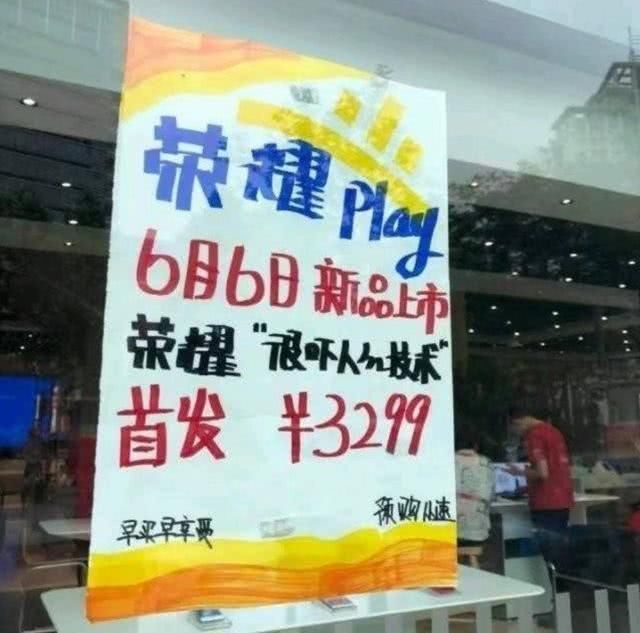 荣耀 Play
6月6日 新品上市
荣耀 "很吓人的技术"
首发 ¥3299
早买早享受
预购从速